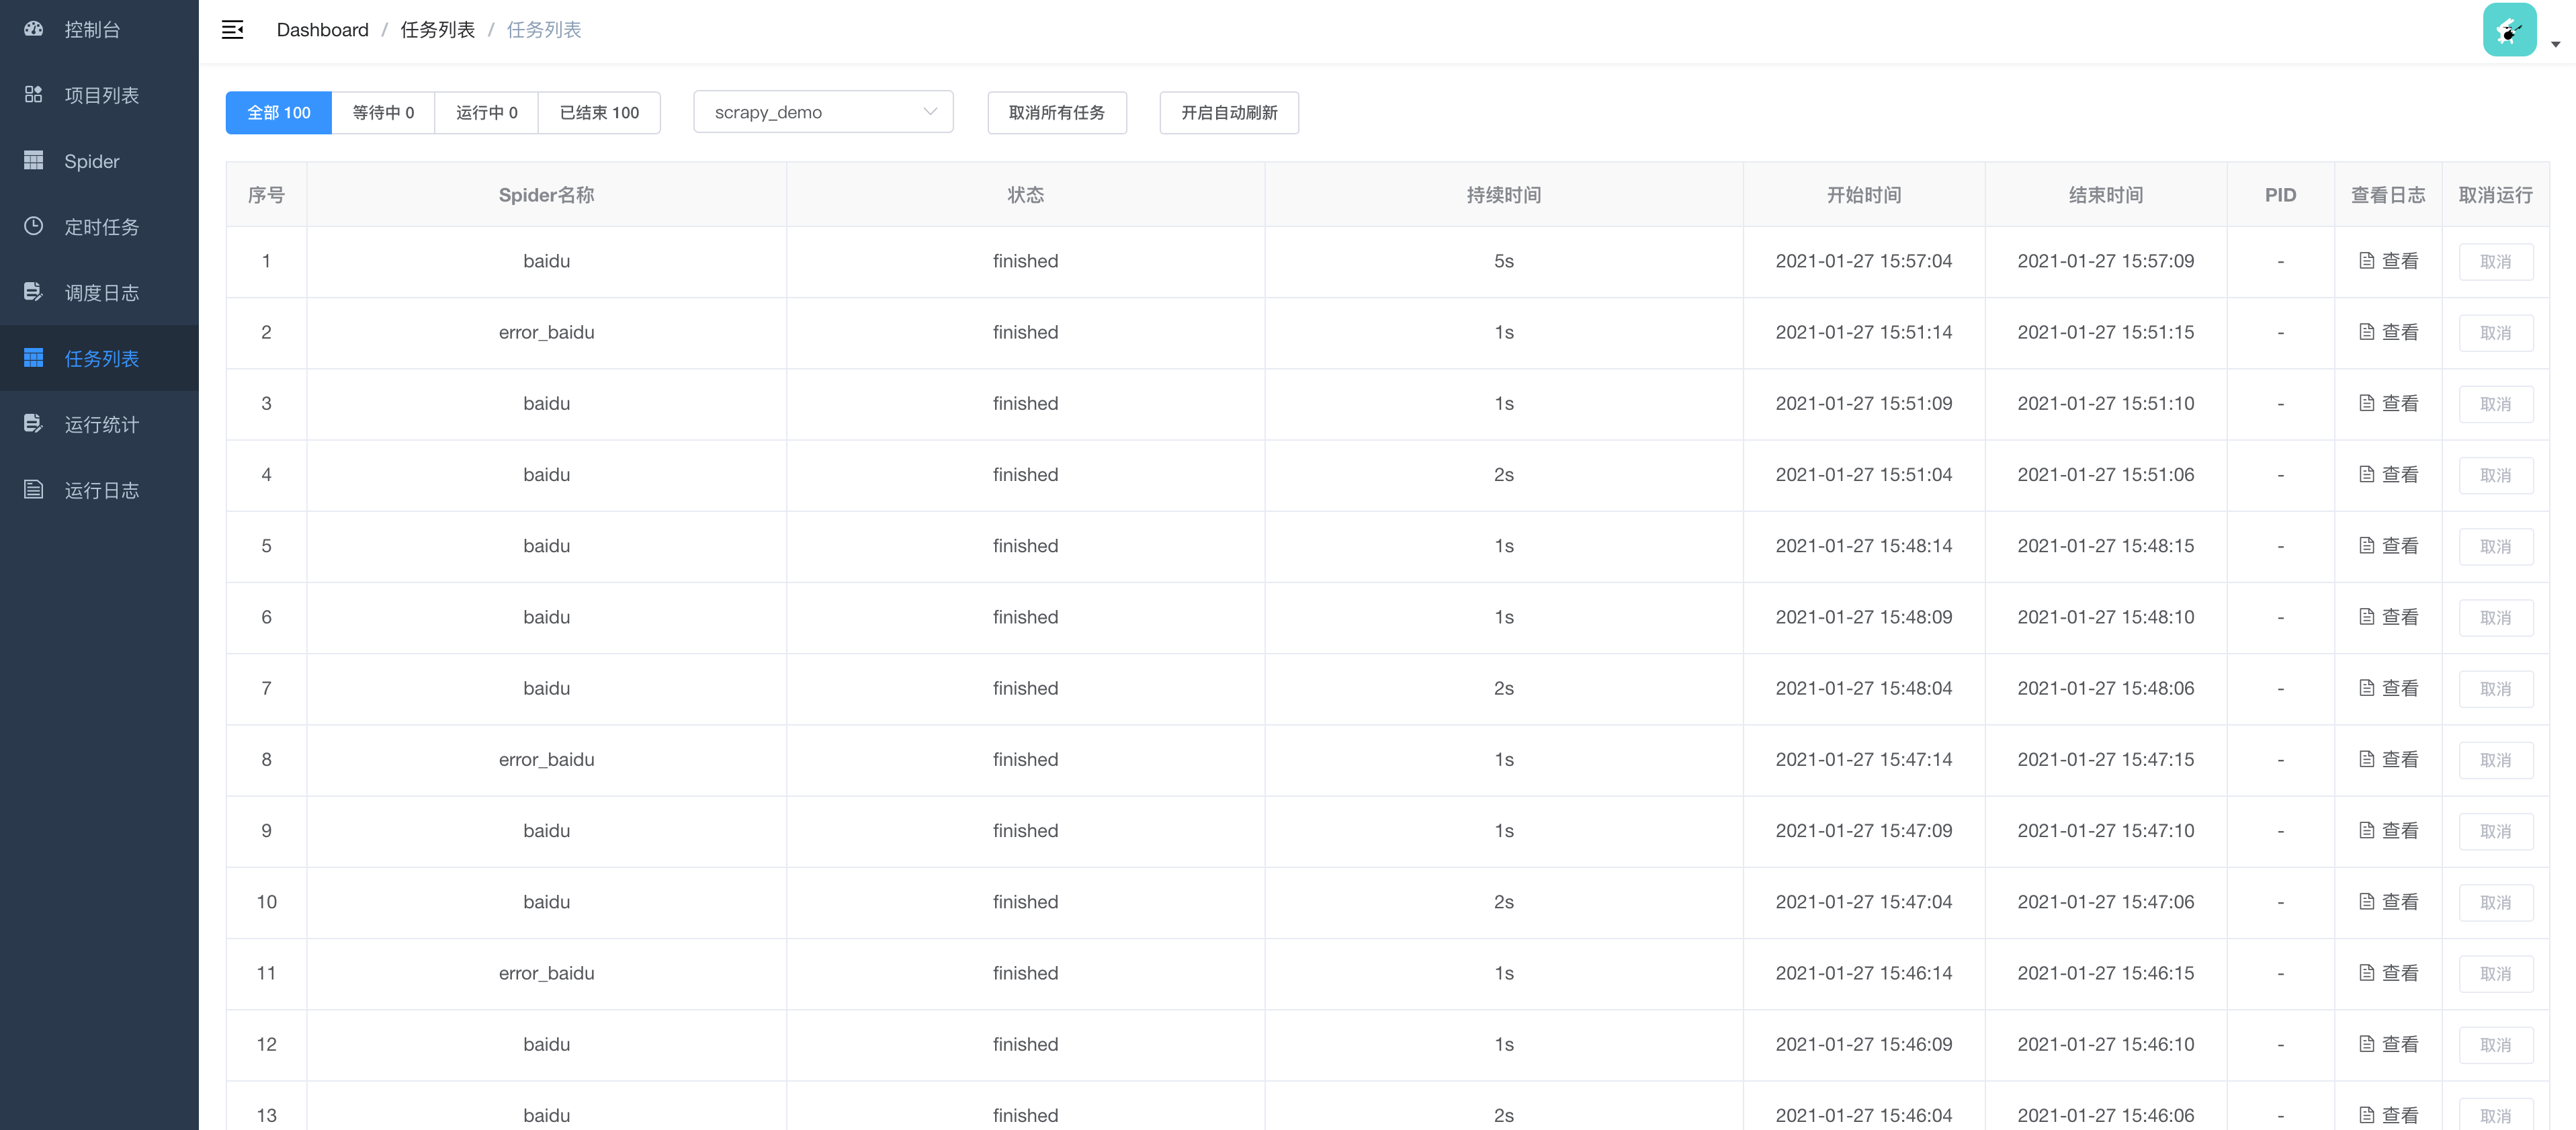 控制台
项目列表
Spider
定时任务
调度日志
任务列表
运行统计
运行日志
Dashboard / 任务列表 / 任务列表
全部 100 等待中 0 运行中 0 已结束 100 scrapy_demo 取消所有任务 开启自动刷新
序号 Spider名称 状态 持续时间 开始时间 结束时间 PID 查看日志 取消运行
1 baidu finished 5s 2021-01-27 15:57:04 2021-01-27 15:57:09 - 查看 取消
2 error_baidu finished 1s 2021-01-27 15:51:14 2021-01-27 15:51:15 - 查看 取消
3 baidu finished 1s 2021-01-27 15:51:09 2021-01-27 15:51:10 - 查看 取消
4 baidu finished 2s 2021-01-27 15:51:04 2021-01-27 15:51:06 - 查看 取消
5 baidu finished 1s 2021-01-27 15:48:14 2021-01-27 15:48:15 - 查看 取消
6 baidu finished 1s 2021-01-27 15:48:09 2021-01-27 15:48:10 - 查看 取消
7 baidu finished 2s 2021-01-27 15:48:04 2021-01-27 15:48:06 - 查看 取消
8 error_baidu finished 1s 2021-01-27 15:47:14 2021-01-27 15:47:15 - 查看 取消
9 baidu finished 1s 2021-01-27 15:47:09 2021-01-27 15:47:10 - 查看 取消
10 baidu finished 2s 2021-01-27 15:47:04 2021-01-27 15:47:06 - 查看 取消
11 error_baidu finished 1s 2021-01-27 15:46:14 2021-01-27 15:46:15 - 查看 取消
12 baidu finished 1s 2021-01-27 15:46:09 2021-01-27 15:46:10 - 查看 取消
13 baidu finished 2s 2021-01-27 15:46:04 2021-01-27 15:46:06 - 查看 取消